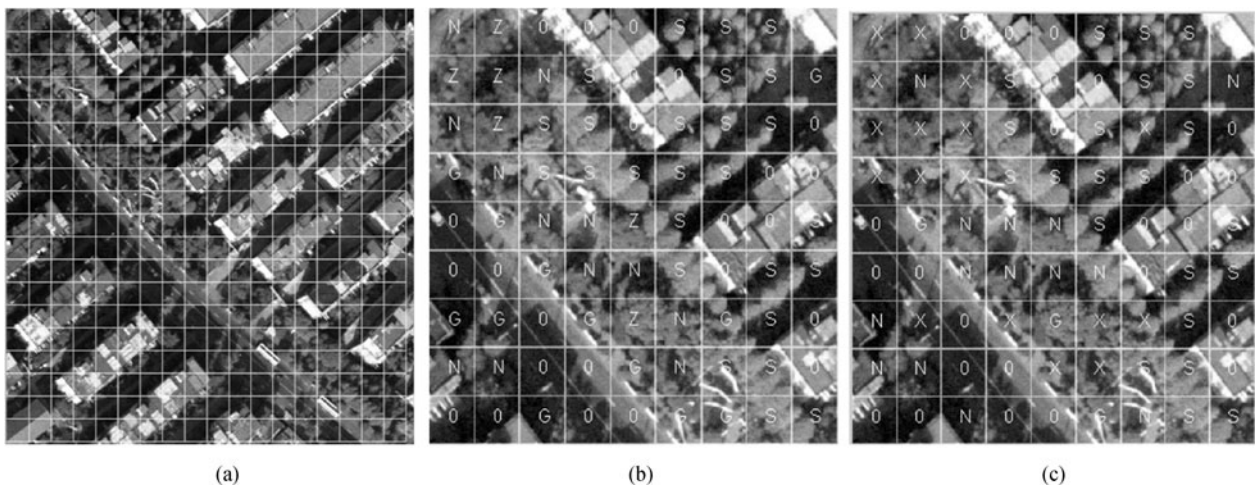 N Z 0 0 0 S S S
Z Z N S 0 S S G
N Z S S 0 S S S 0
G N S S S S S 0 0
0 G N N Z S 0 0 S
0 0 G N N S 0 S S
G G 0 G Z N G S 0
N N 0 0 G N S S 0
0 0 G 0 0 G G S S
X X 0 0 0 S S S
X N X S 0 S S N
X X X S 0 S X S 0
X X X S S S S 0 0
0 G N N N S 0 0 S
0 0 N N N N 0 S S
N X 0 X G X X S 0
N N 0 0 X X S S 0
0 0 N 0 0 G N S S
(a)
(b)
(c)